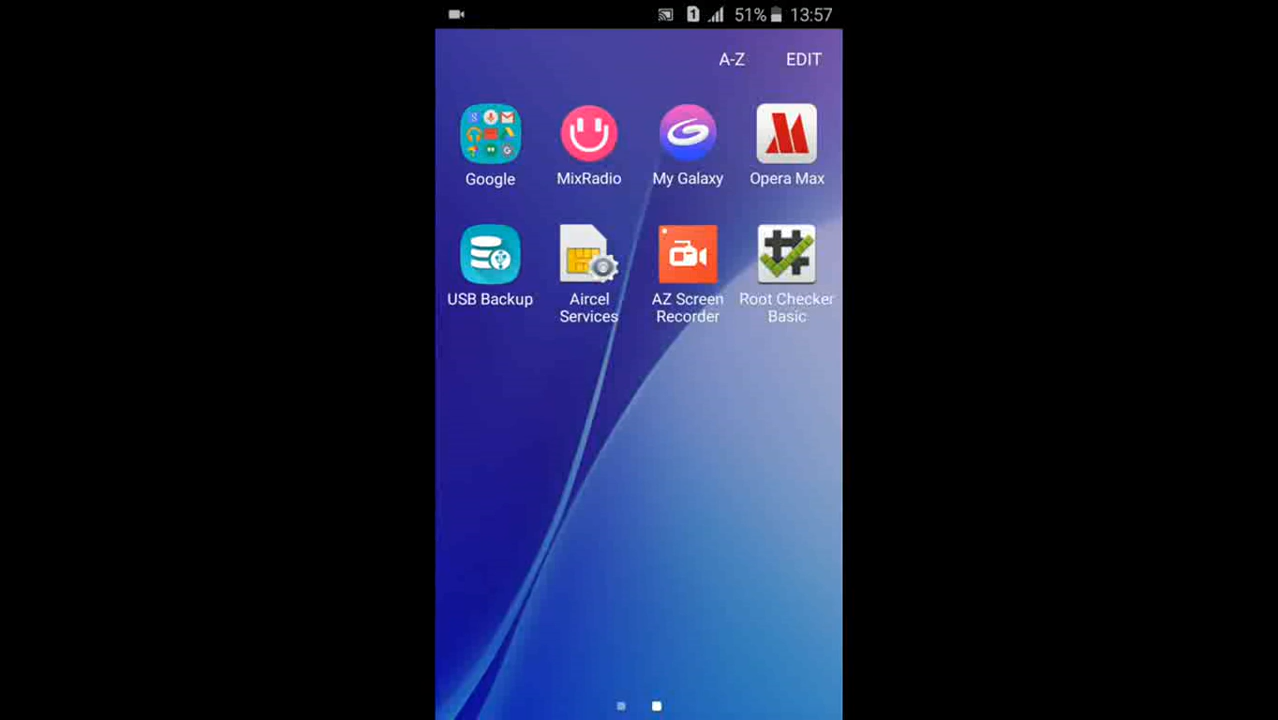 1 51% 13:57
A-Z EDIT
Google MixRadio My Galaxy Opera Max
USB Backup Aircel Services AZ Screen Recorder Root Checker Basic